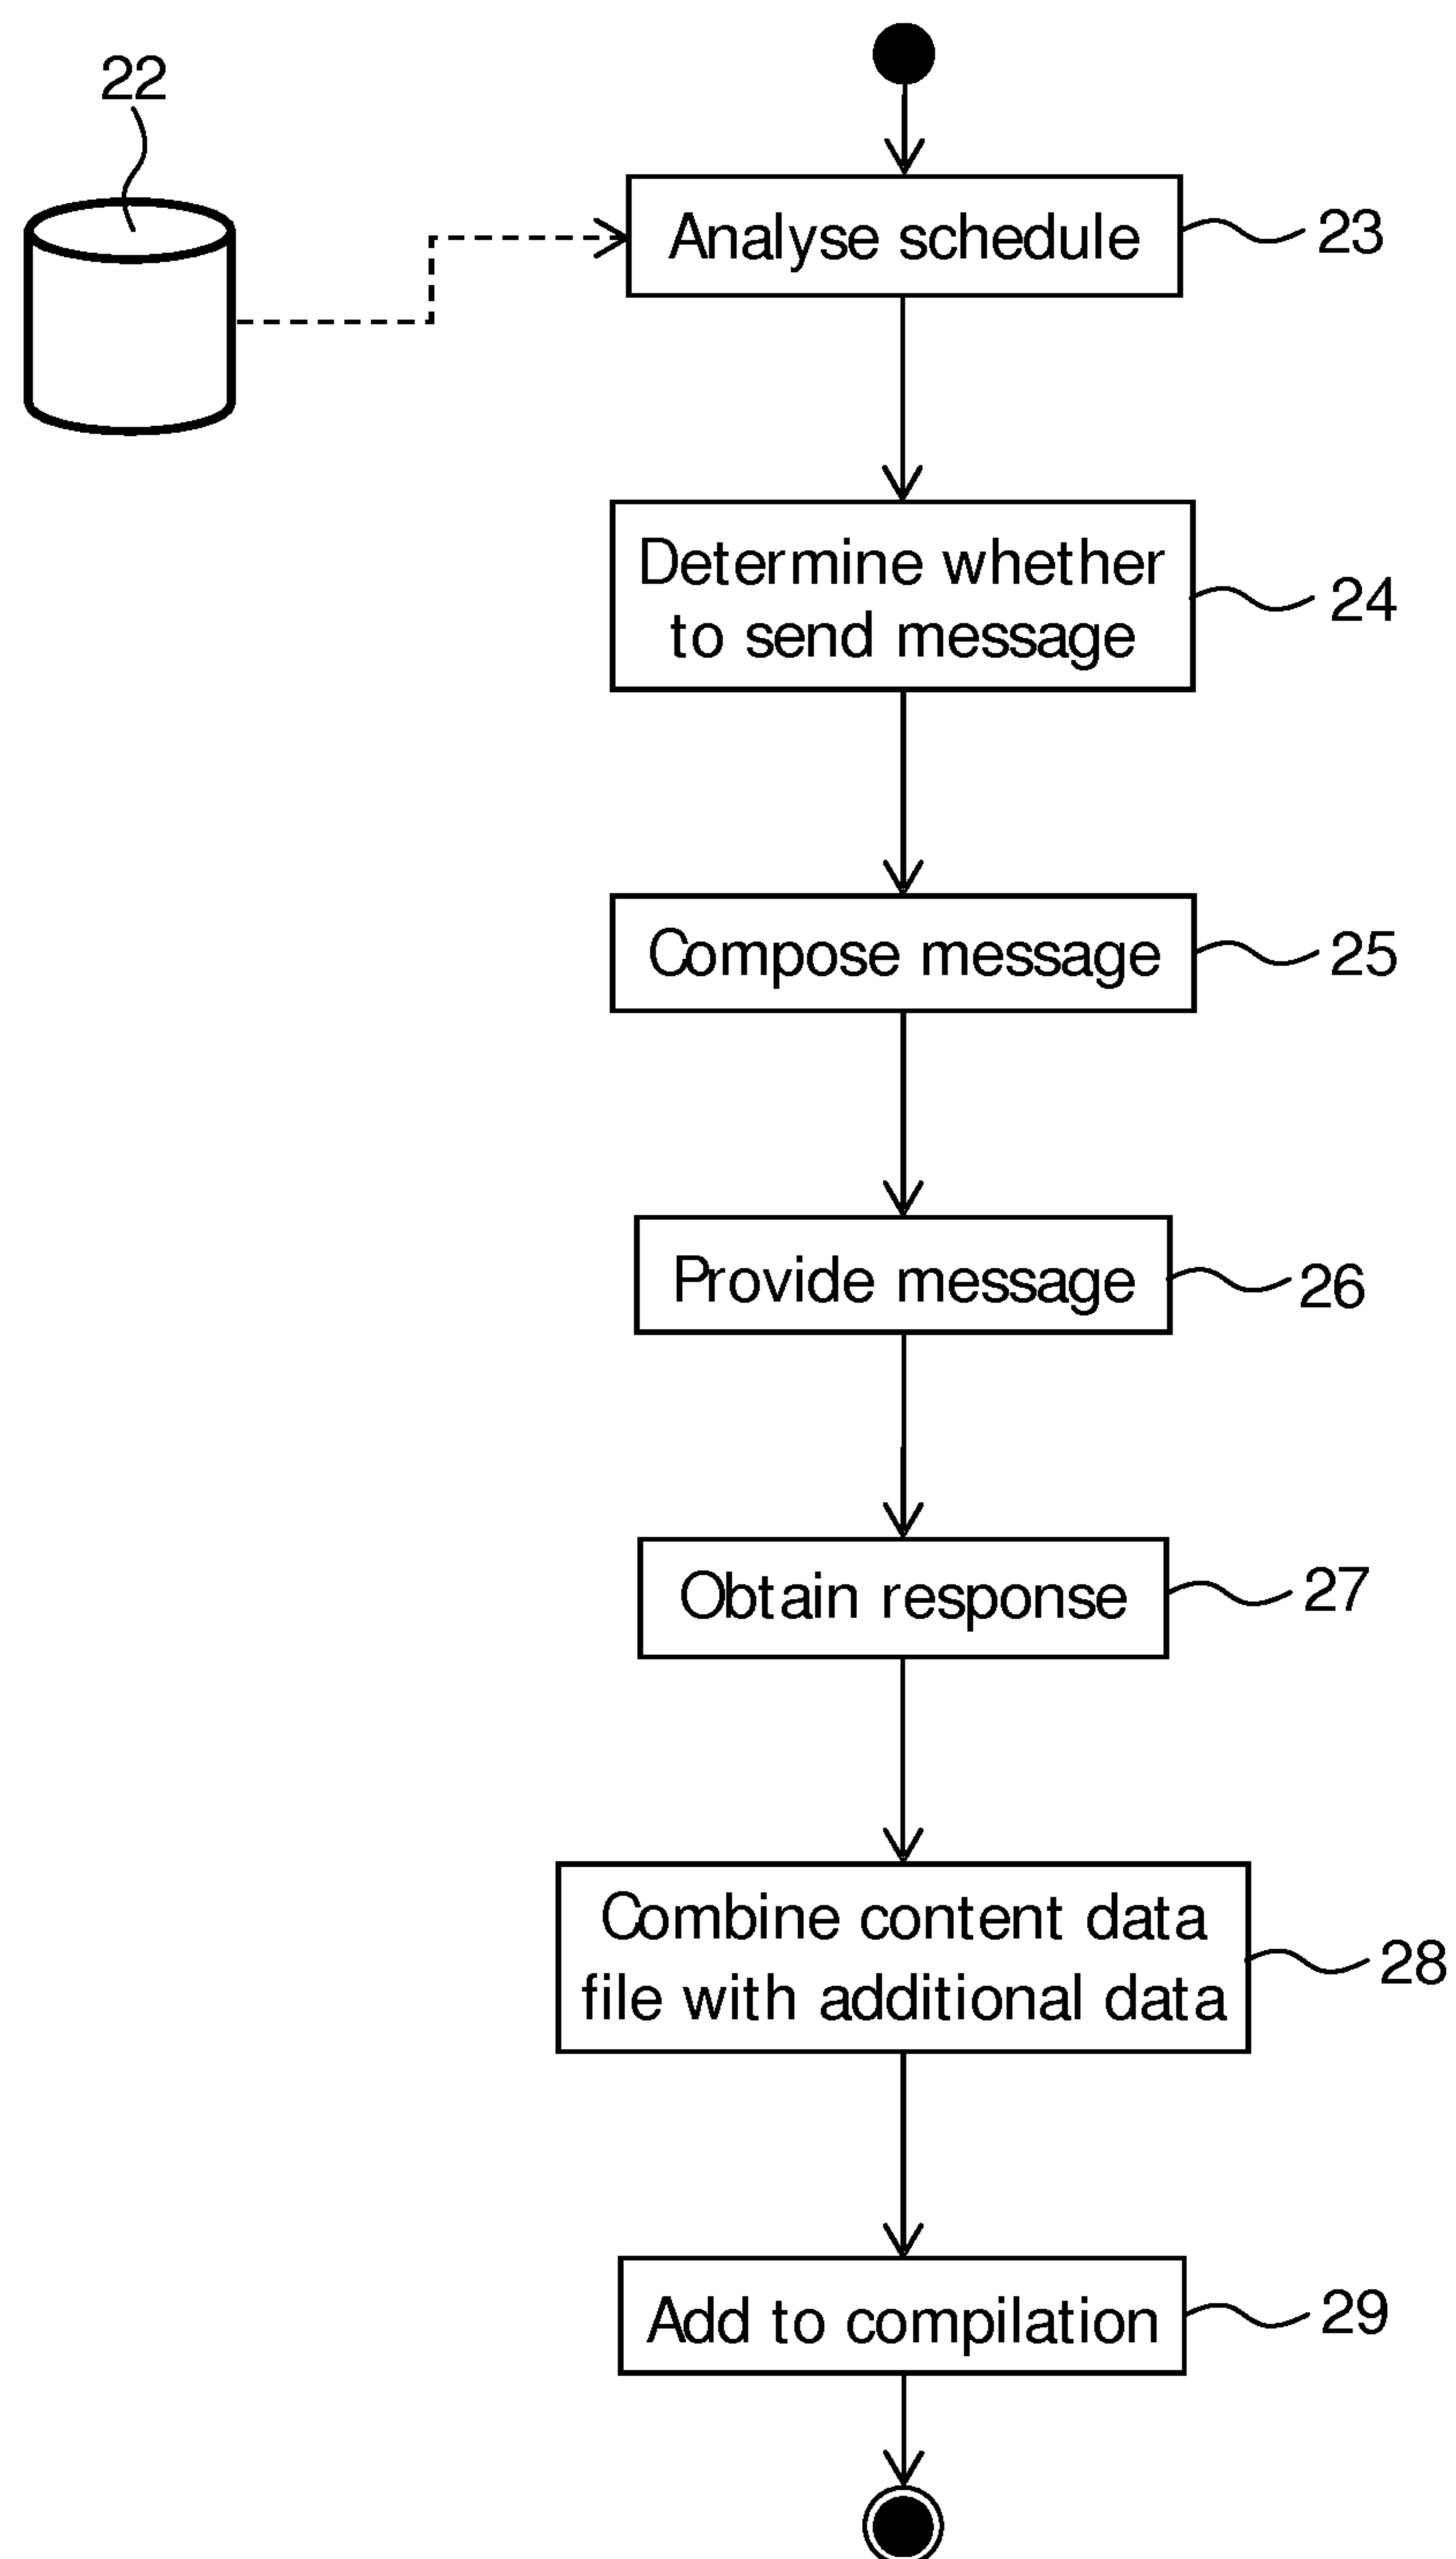 22
Analyse schedule
23
Determine whether
to send message
24
Compose message
25
Provide message
26
Obtain response
27
Combine content data
file with additional data
28
Add to compilation
29